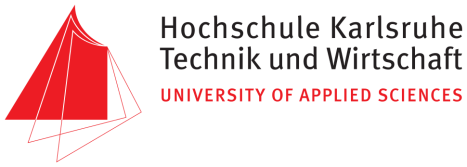 Hochschule Karlsruhe
Technik und Wirtschaft
UNIVERSITY OF APPLIED SCIENCES